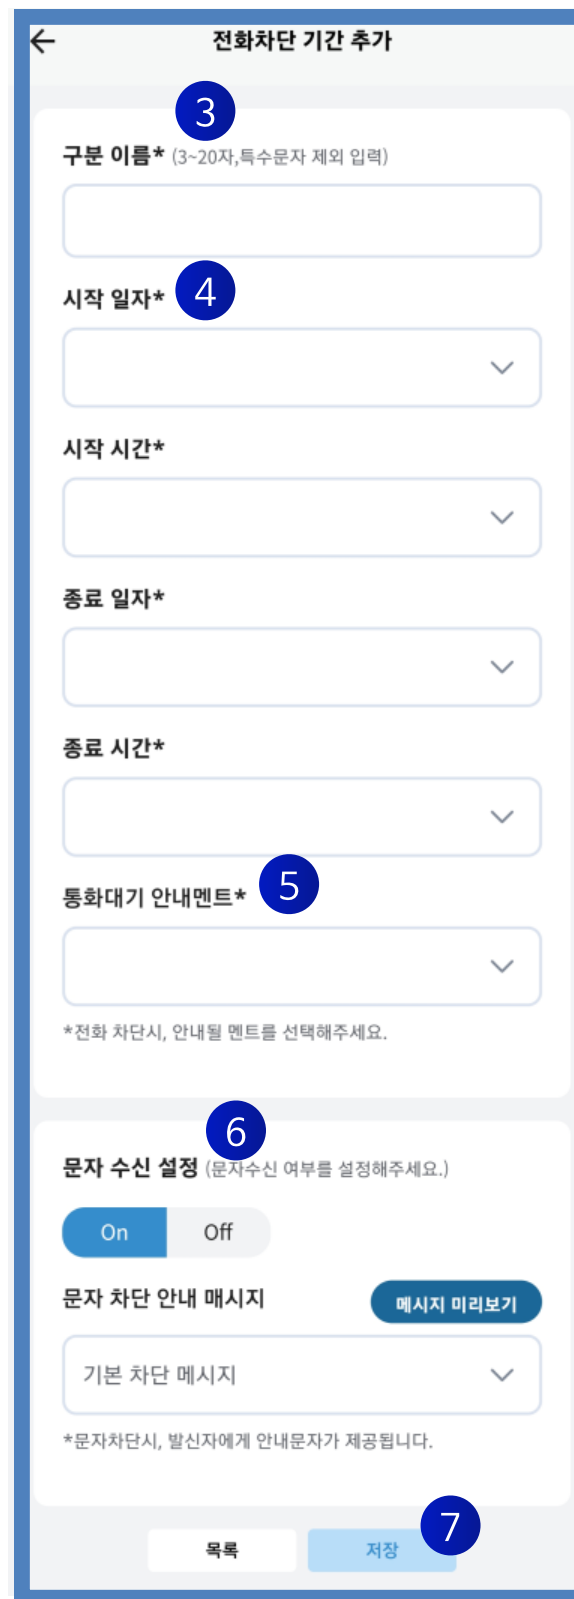 전화차단 기간 추가
3
구분 이름* (3~20자,특수문자 제외 입력)
시작 일자* 4
시작 시간*
종료 일자*
종료 시간*
통화대기 안내멘트* 5
*전화 차단시, 안내될 멘트를 선택해주세요.
6
문자 수신 설정 (문자수신 여부를 설정해주세요.)
On Off
문자 차단 안내 매시지 메시지 미리보기
기본 차단 메시지
*문자차단시, 발신자에게 안내문자가 제공됩니다.
목록 저장 7